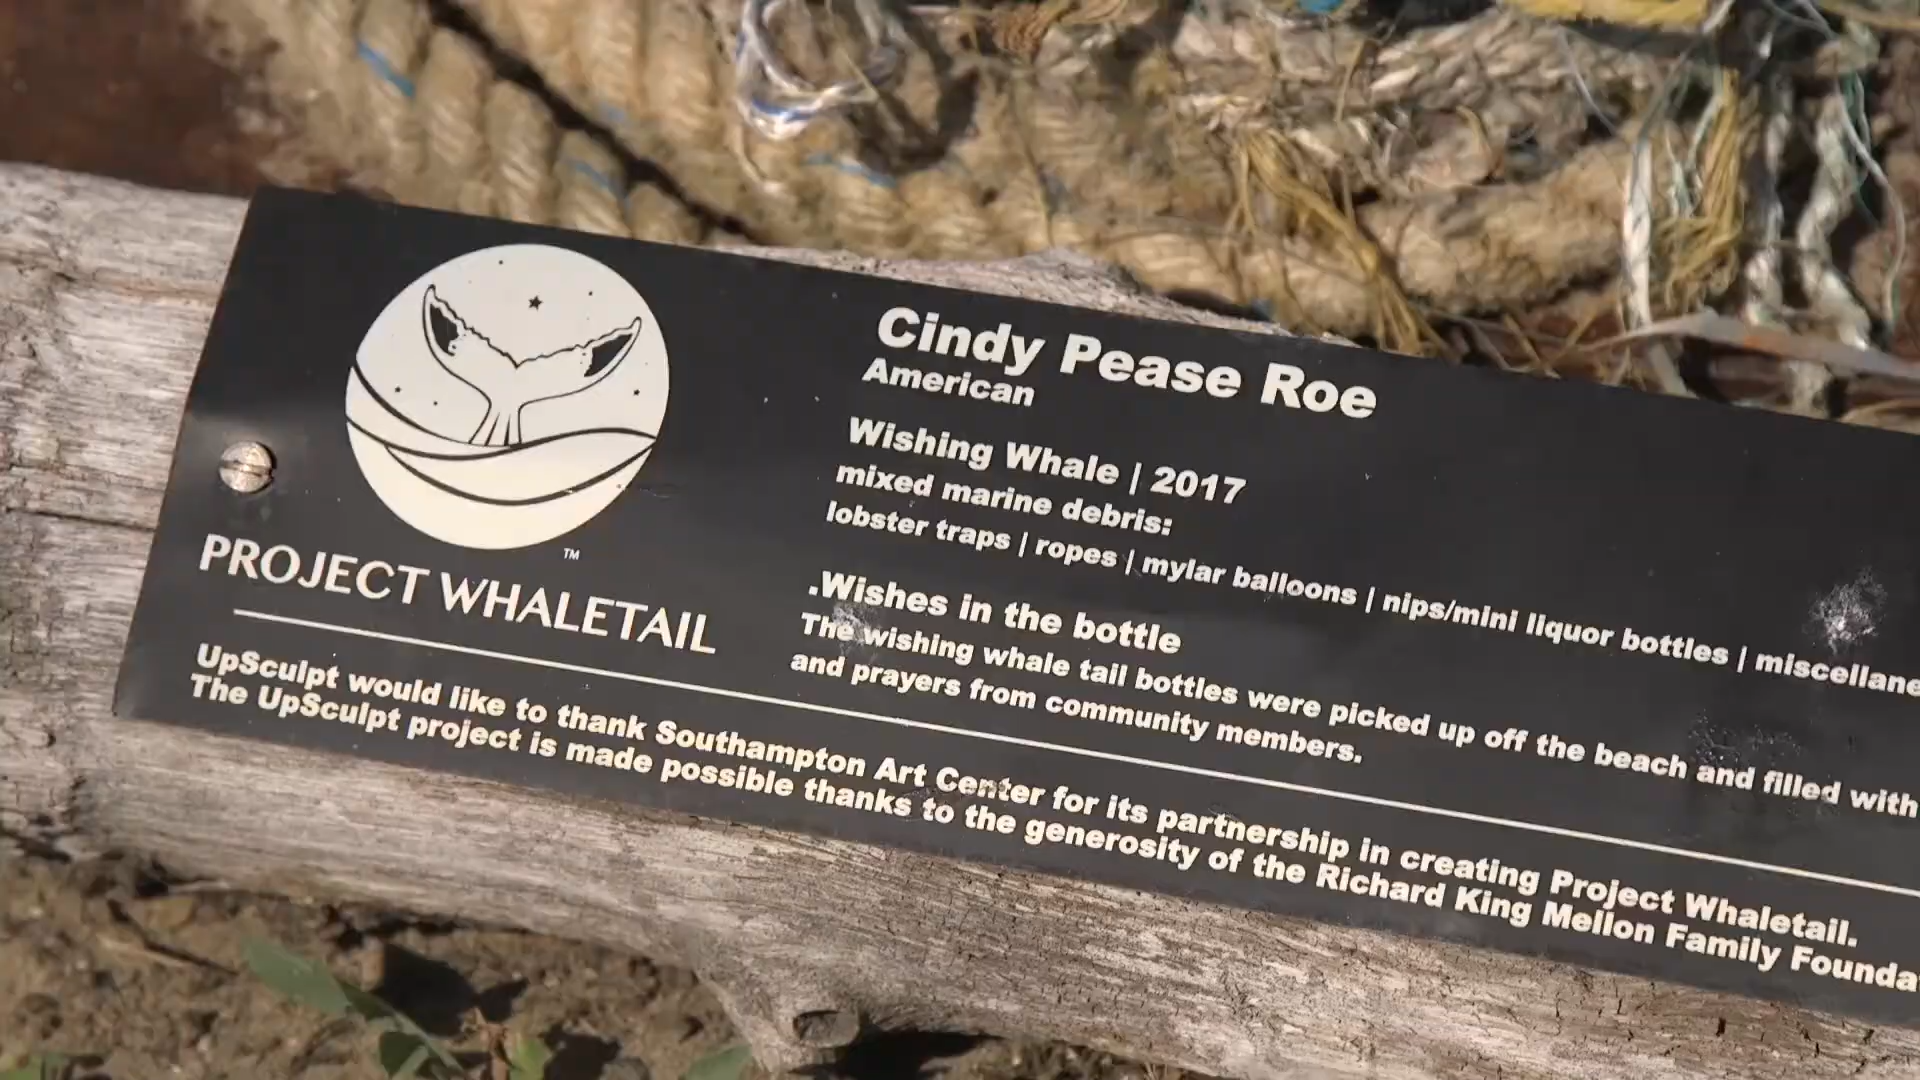 Cindy Pease Roe
American
Wishing Whale | 2017
mixed marine debris:
lobster traps | ropes | mylar balloons | nips/mini liquor bottles | miscellane
.Wishes in the bottle
The wishing whale tail bottles were picked up off the beach and filled with
and prayers from community members.
TM
PROJECT WHALETAIL
UpSculpt would like to thank Southampton Art Center for its partnership in creating Project Whaletail.
The UpSculpt project is made possible thanks to the generosity of the Richard King Mellon Family Founda